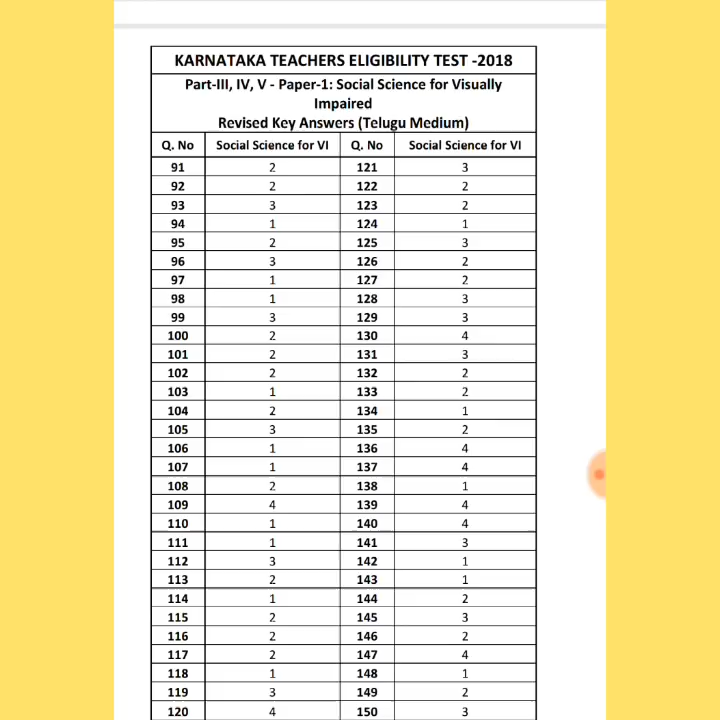 KARNATAKA TEACHERS ELIGIBILITY TEST -2018
Part-III, IV, V - Paper-1: Social Science for Visually
Impaired
Revised Key Answers (Telugu Medium)
Q. No Social Science for VI Q. No Social Science for VI
91 2 121 3
92 2 122 2
93 3 123 2
94 1 124 1
95 2 125 3
96 3 126 2
97 1 127 2
98 1 128 3
99 3 129 3
100 2 130 4
101 2 131 3
102 2 132 2
103 1 133 2
104 2 134 1
105 3 135 2
106 1 136 4
107 1 137 4
108 2 138 1
109 4 139 4
110 1 140 4
111 1 141 3
112 3 142 1
113 2 143 1
114 1 144 2
115 2 145 3
116 2 146 2
117 2 147 4
118 1 148 1
119 3 149 2
120 4 150 3